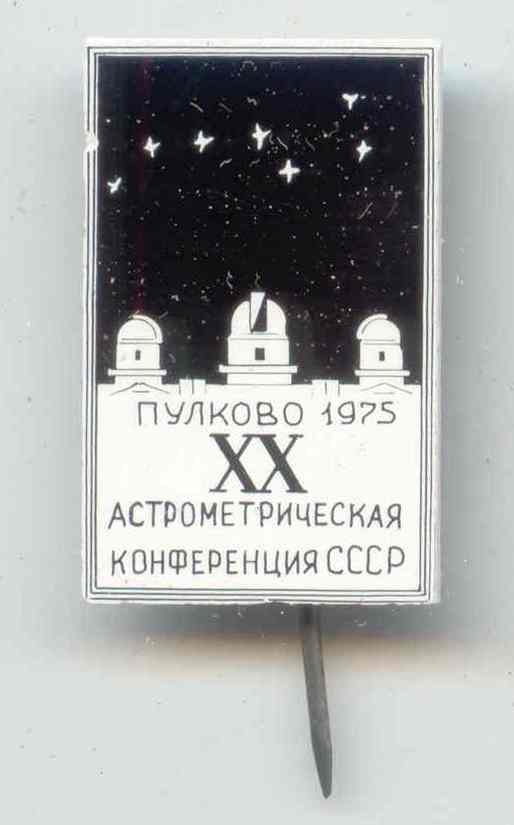 ПУЛКОВО 1975
XX
АСТРОМЕТРИЧЕСКАЯ
КОНФЕРЕНЦИЯ СССР